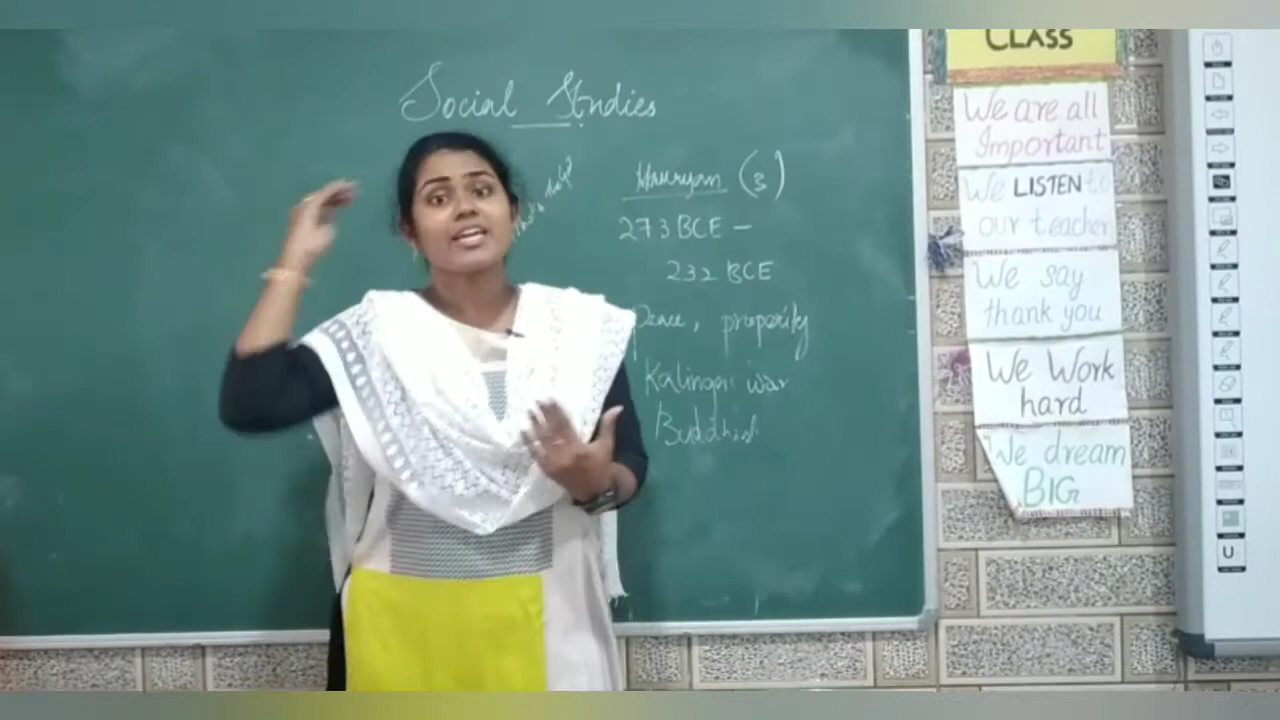 Social Studies
Mauryan (3)
273 BCE -
232 BCE
Peace, prosperity
Kalinga war
Buddhist
CLASS
We are all
Important
We LISTEN to
our teacher
We say
thank you
We Work
hard
We dream
BIG
U